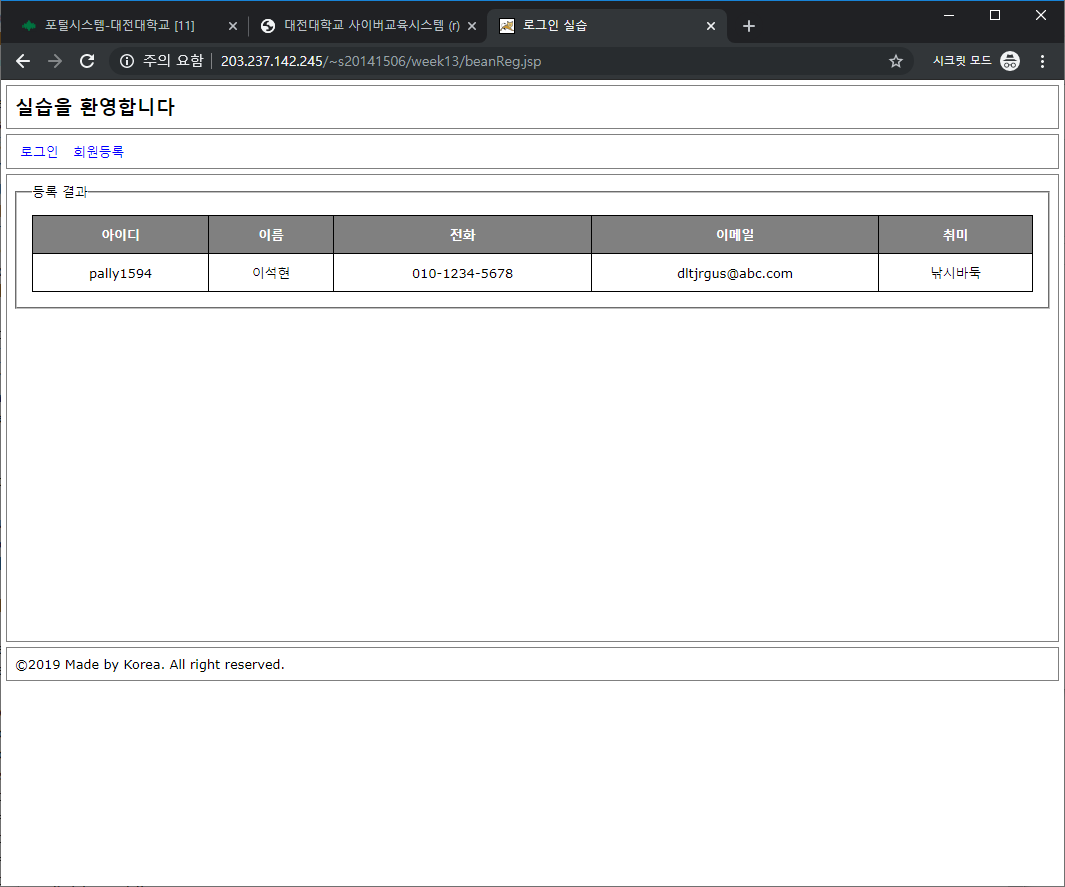 포털시스템-대전대학교 [11]
대전대학교 사이버교육시스템 (r)
로그인 실습
주의 요함 203.237.142.245/~s20141506/week13/beanReg.jsp
시크릿 모드
실습을 환영합니다
로그인 회원등록
등록 결과
아이디 이름 전화 이메일 취미
pally1594 이석현 010-1234-5678 dltjrgus@abc.com 낚시바둑
©2019 Made by Korea. All right reserved.